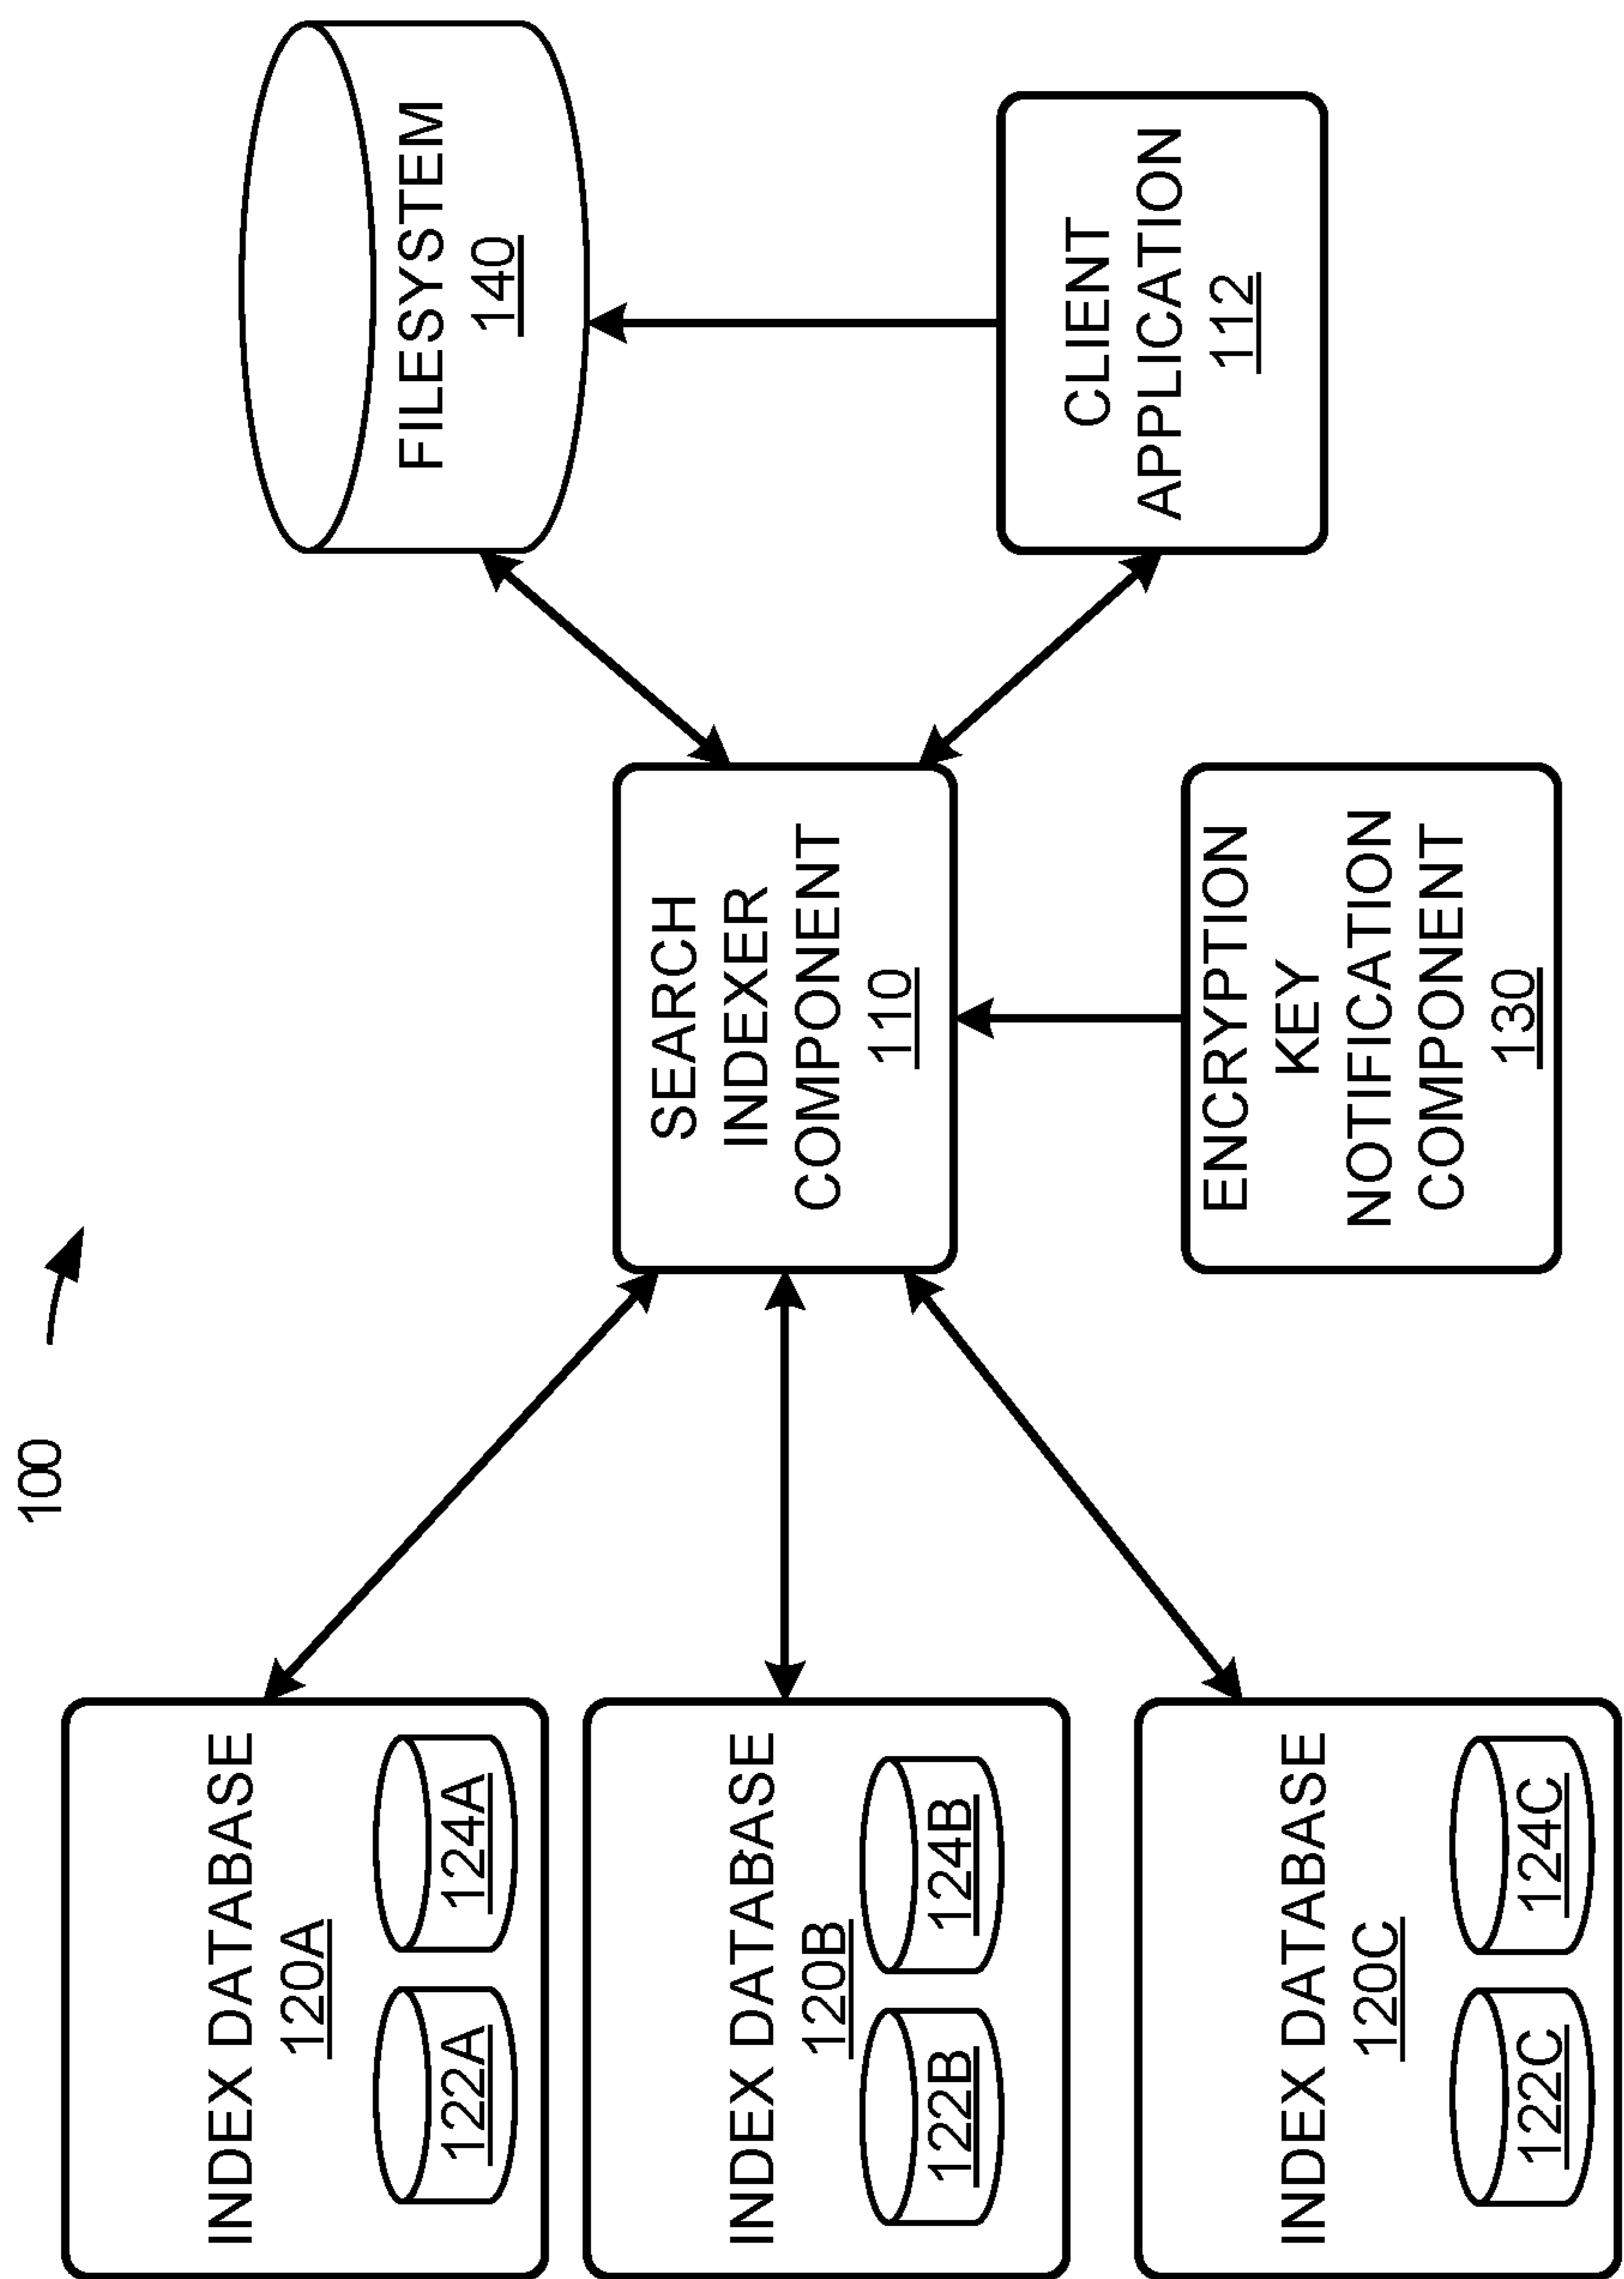 100
INDEX DATABASE
120A
122A
124A
INDEX DATABASE
120B
122B
124B
INDEX DATABASE
120C
122C
124C
SEARCH
INDEXER
COMPONENT
110
ENCRYPTION
KEY
NOTIFICATION
COMPONENT
130
FILESYSTEM
140
CLIENT
APPLICATION
112